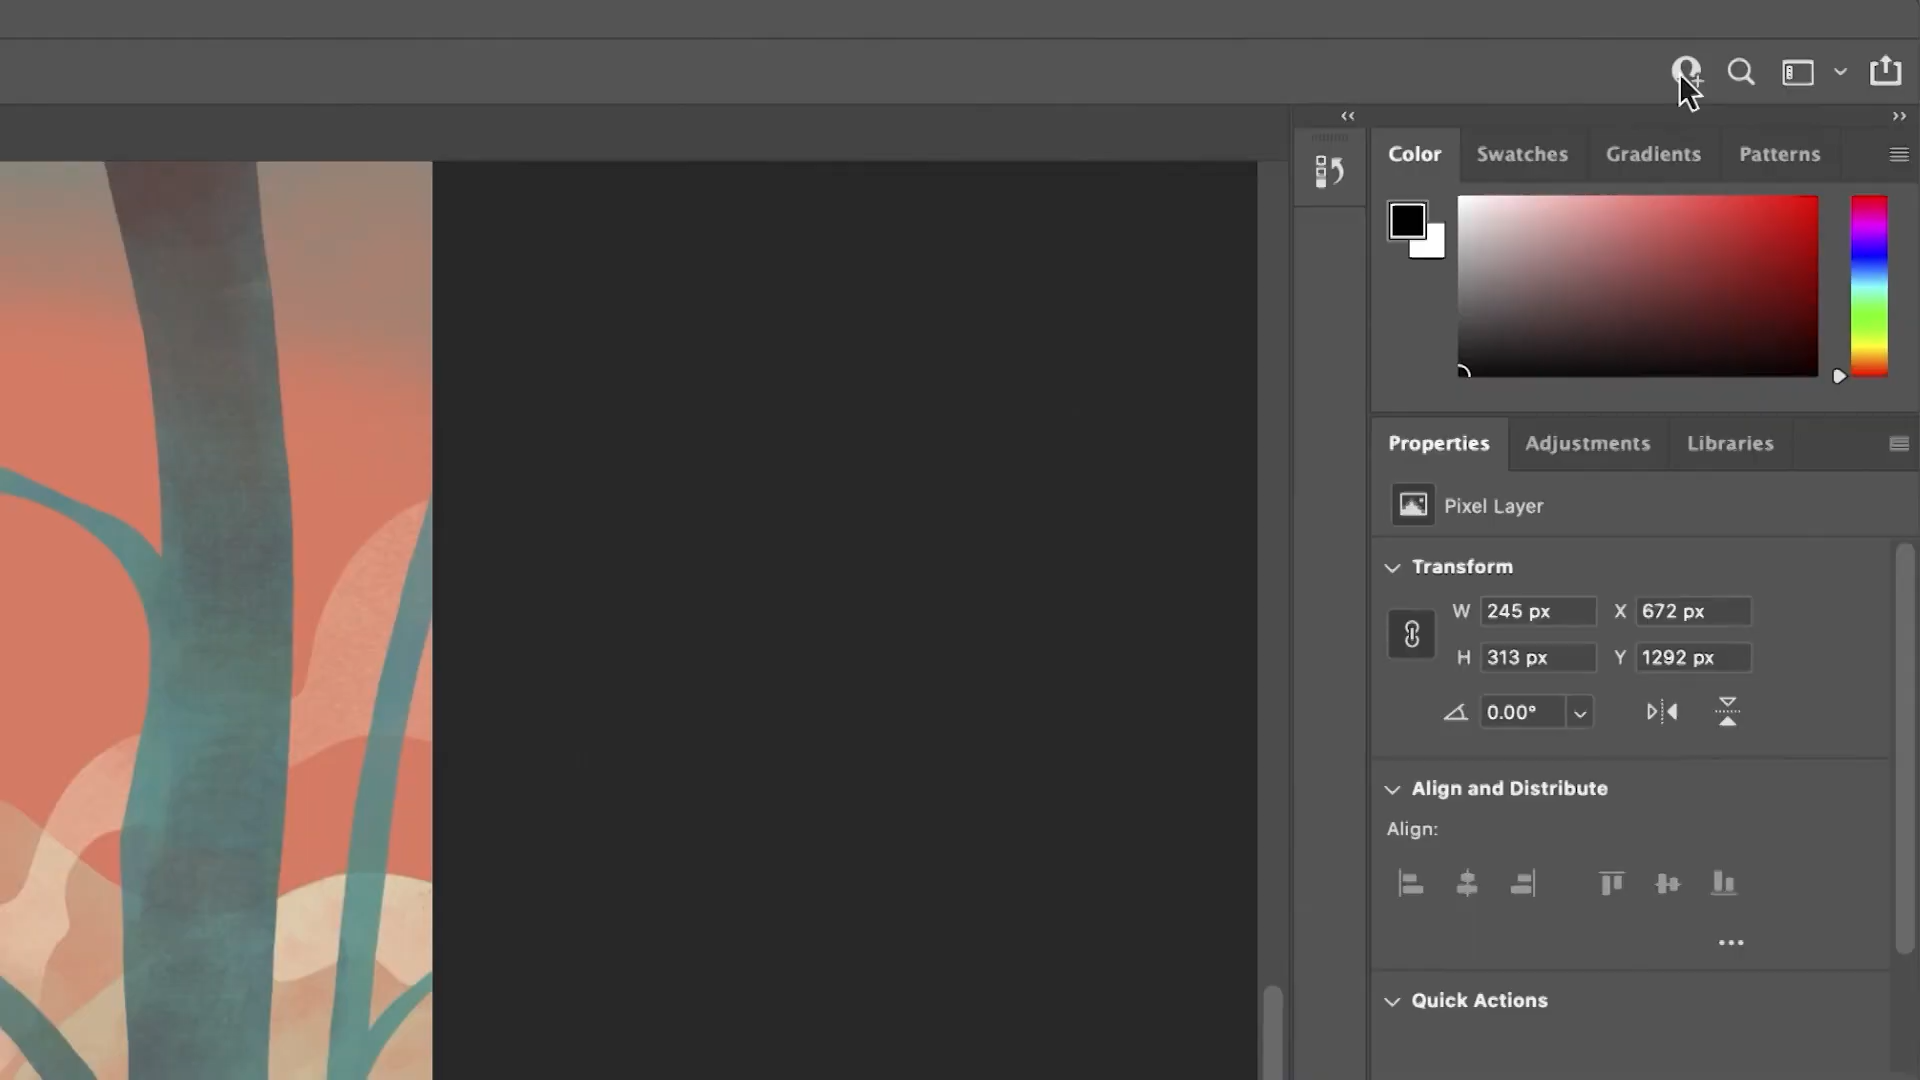 Color Swatches Gradients Patterns
Properties Adjustments Libraries
Pixel Layer
Transform
W 245 px X 672 px
H 313 px Y 1292 px
0.00°
Align and Distribute
Align:
Quick Actions